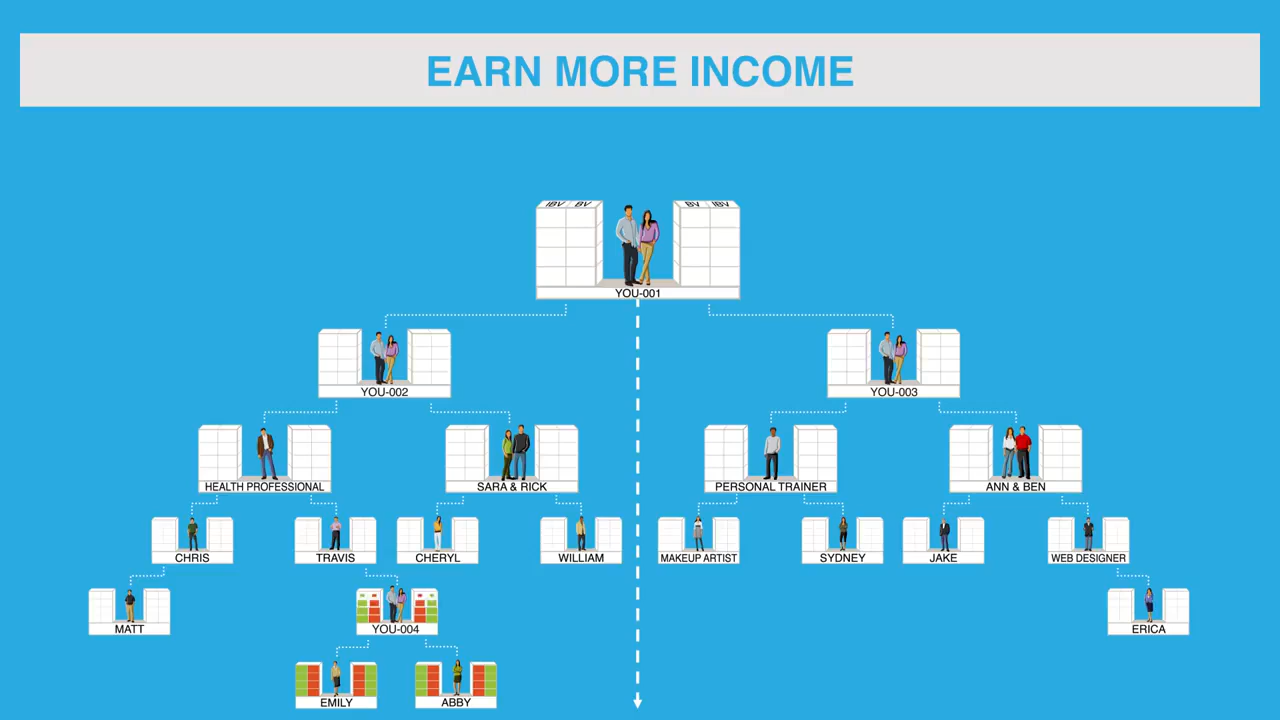 EARN MORE INCOME
IBV BV BV IBV
YOU-001
YOU-002 YOU-003
HEALTH PROFESSIONAL SARA & RICK PERSONAL TRAINER ANN & BEN
CHRIS TRAVIS CHERYL WILLIAM MAKEUP ARTIST SYDNEY JAKE WEB DESIGNER
MATT YOU-004 ERICA
EMILY ABBY